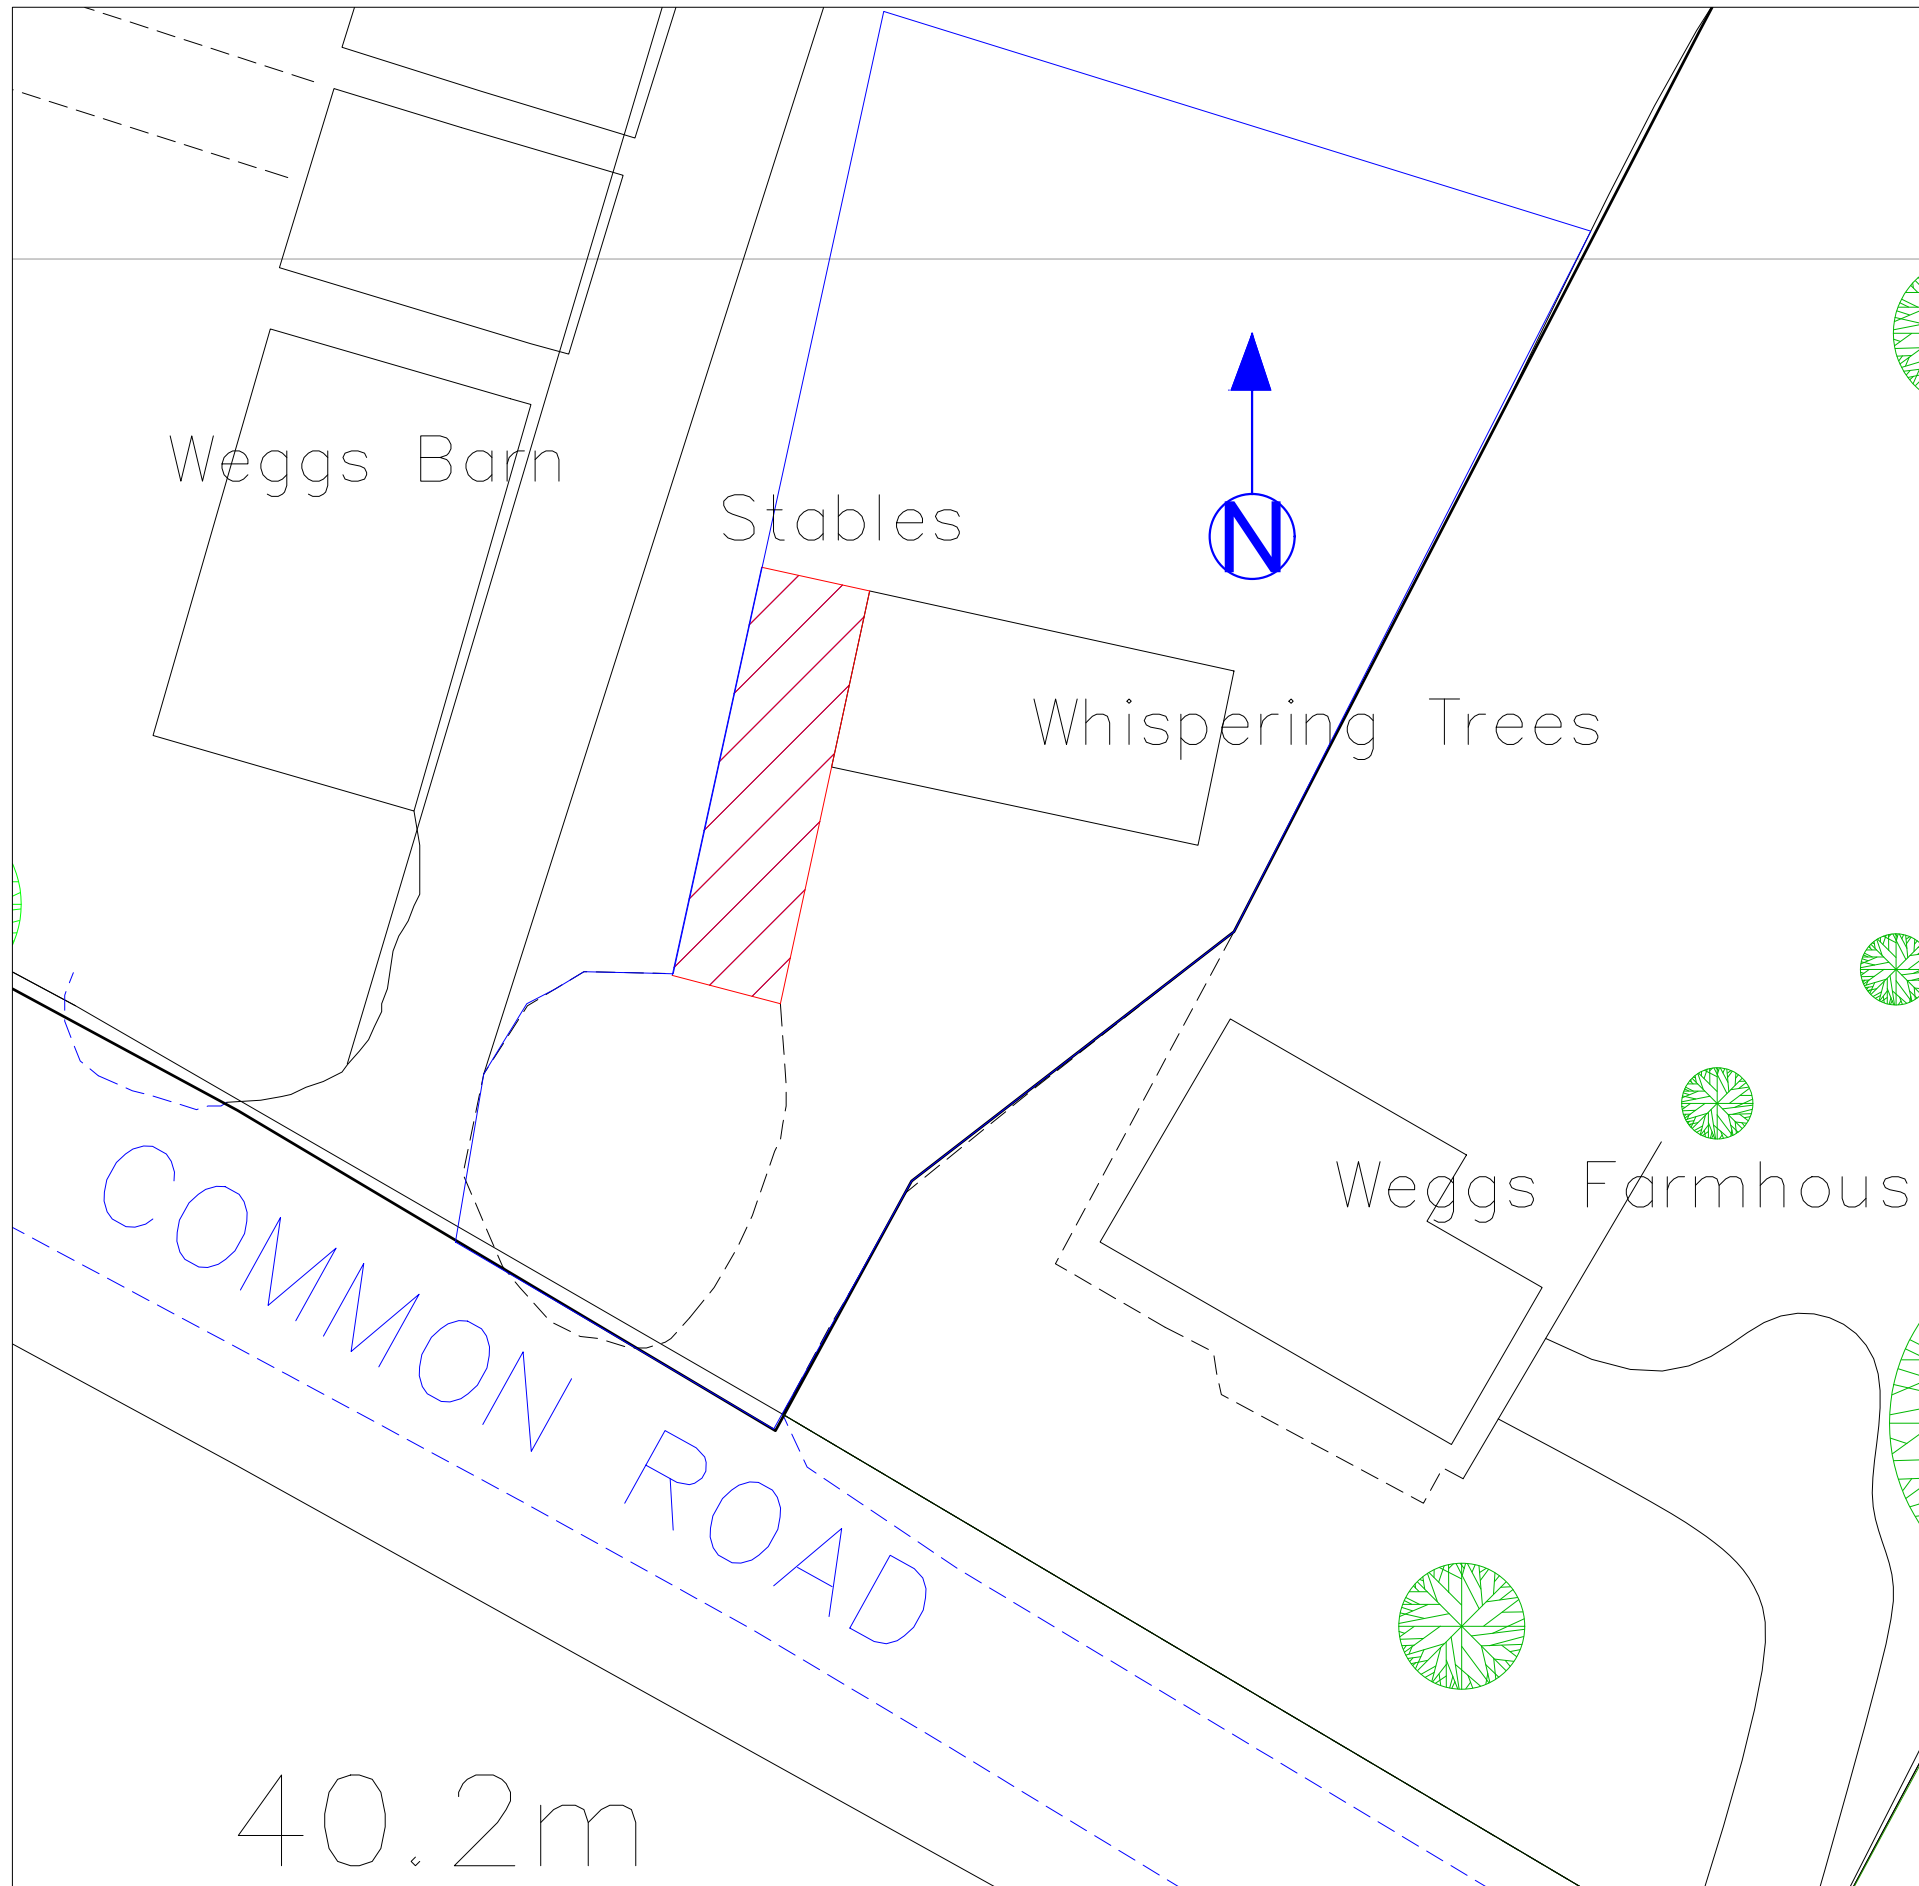 Weggs Barn
Stables
N
Whispering Trees
Weggs Farmhous
COMMON ROAD
40.2m